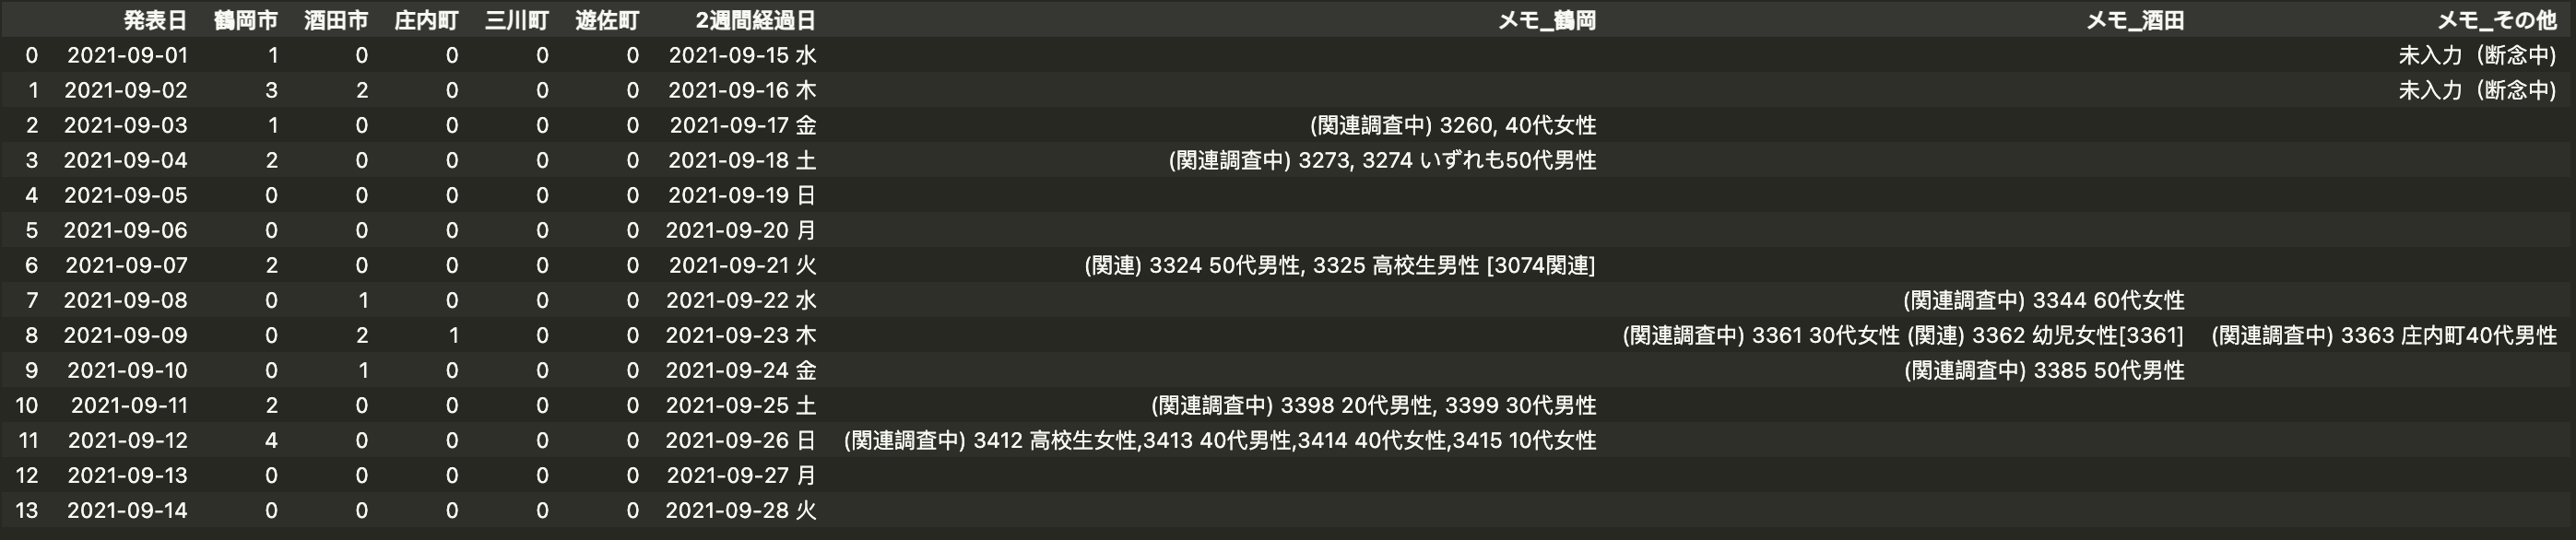 発表日 鶴岡市 酒田市 庄内町 三川町 遊佐町 2週間経過日 メモ_鶴岡 メモ_酒田 メモ_その他
0 2021-09-01 1 0 0 0 0 2021-09-15 水 未入力（断念中)
1 2021-09-02 3 2 0 0 0 2021-09-16 木 未入力（断念中)
2 2021-09-03 1 0 0 0 0 2021-09-17 金 (関連調査中) 3260, 40代女性
3 2021-09-04 2 0 0 0 0 2021-09-18 土 (関連調査中) 3273, 3274 いずれも50代男性
4 2021-09-05 0 0 0 0 0 2021-09-19 日
5 2021-09-06 0 0 0 0 0 2021-09-20 月
6 2021-09-07 2 0 0 0 0 2021-09-21 火 (関連) 3324 50代男性, 3325 高校生男性 [3074関連]
7 2021-09-08 0 1 0 0 0 2021-09-22 水 (関連調査中) 3344 60代女性
8 2021-09-09 0 2 1 0 0 2021-09-23 木 (関連調査中) 3361 30代女性 (関連) 3362 幼児女性[3361] (関連調査中) 3363 庄内町40代男性
9 2021-09-10 0 1 0 0 0 2021-09-24 金 (関連調査中) 3385 50代男性
10 2021-09-11 2 0 0 0 0 2021-09-25 土 (関連調査中) 3398 20代男性, 3399 30代男性
11 2021-09-12 4 0 0 0 0 2021-09-26 日 (関連調査中) 3412 高校生女性,3413 40代男性,3414 40代女性,3415 10代女性
12 2021-09-13 0 0 0 0 0 2021-09-27 月
13 2021-09-14 0 0 0 0 0 2021-09-28 火